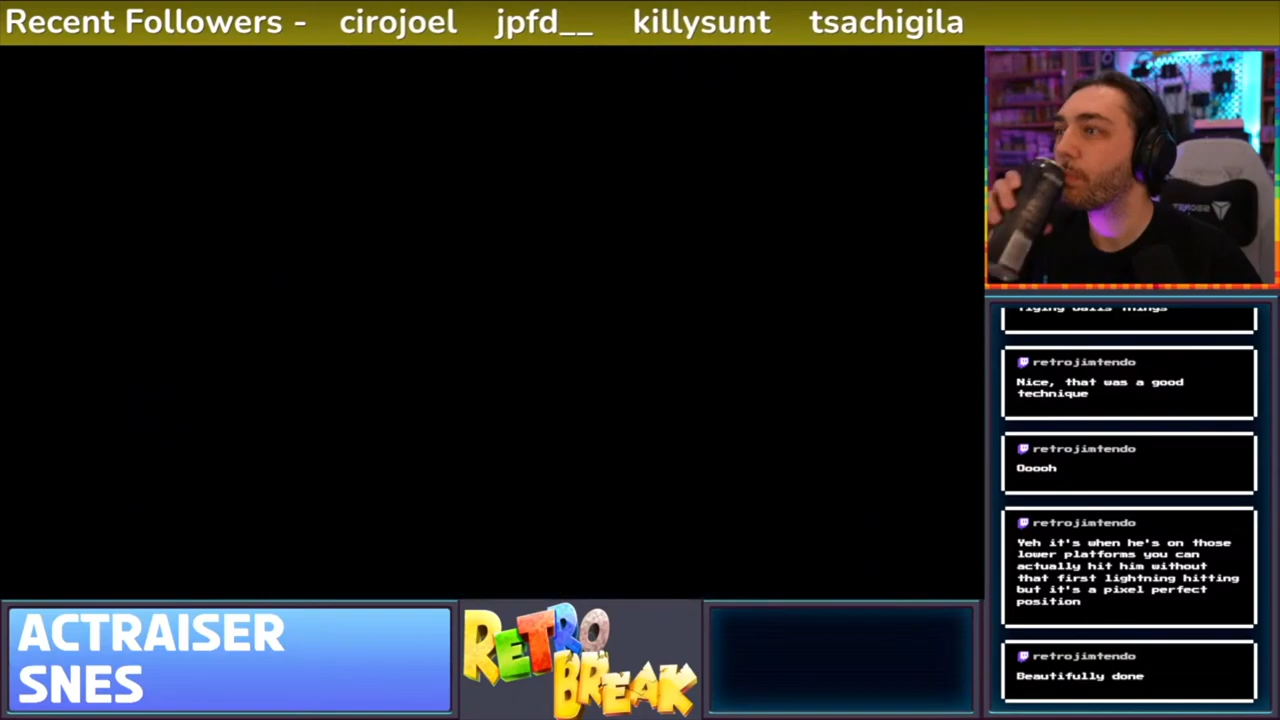 Recent Followers - cirojoel jpfd__ killysunt tsachigila
retrojimtendo
Nice, that was a good
technique
retrojimtendo
Ooooh
retrojimtendo
Yeh it's when he's on those
lower platforms you can
actually hit him without
that first lightning hitting
but it's a pixel perfect
position
retrojimtendo
Beautifully done
ACTRAISER
SNES
RETRO
BREAK